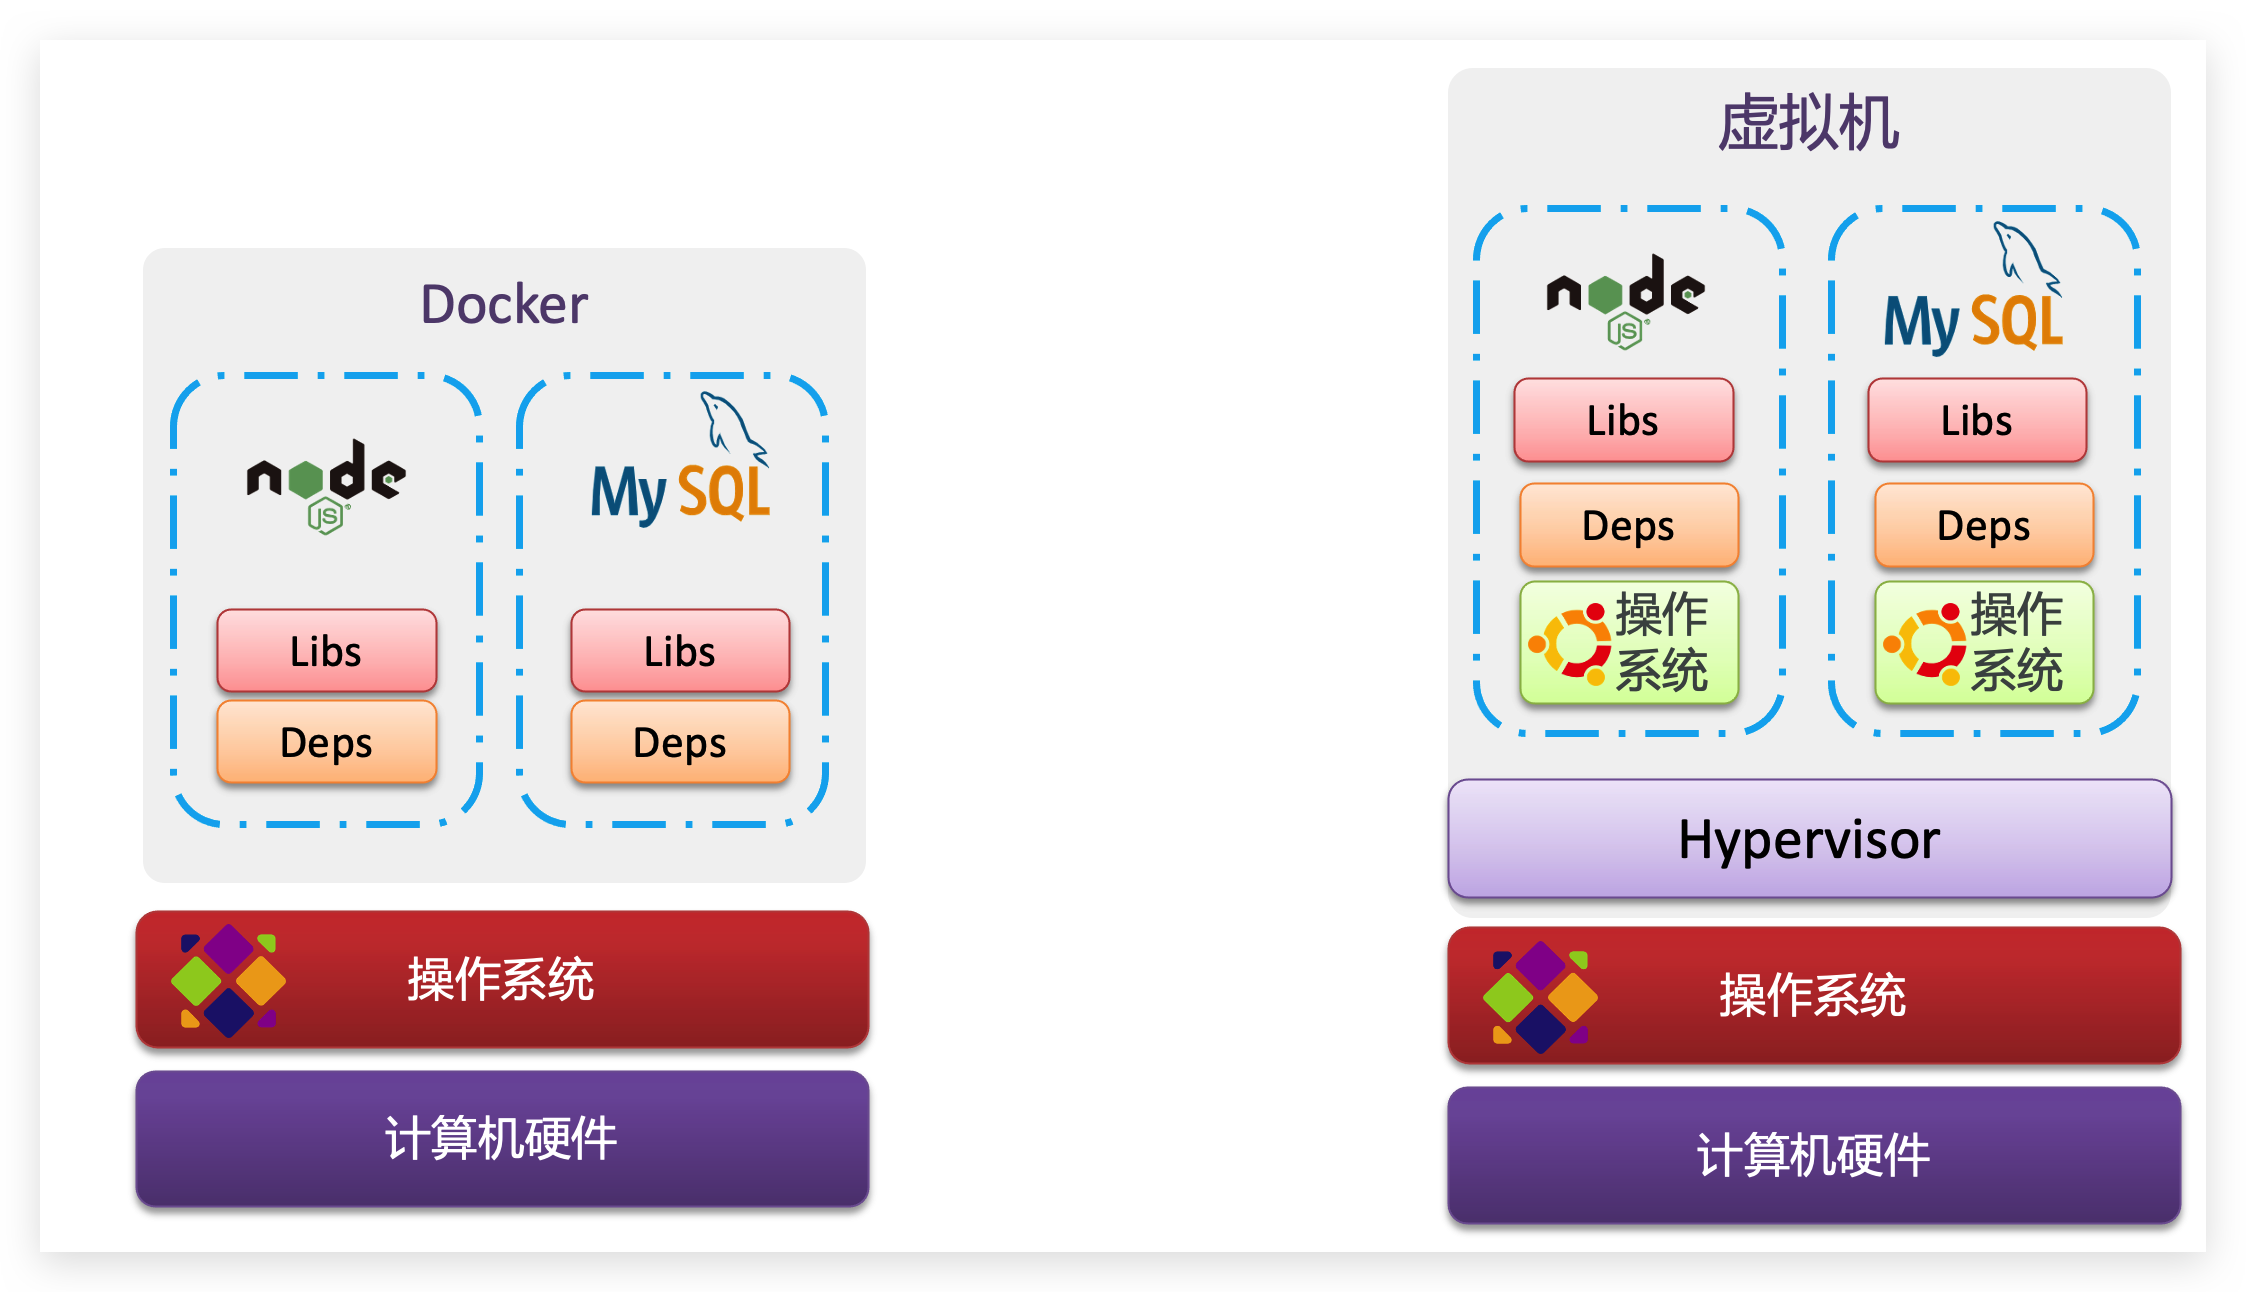 Docker
node
JS
My SQL
Libs
Deps
Libs
Deps
操作系统
计算机硬件
虚拟机
node
JS
My SQL
Libs
Deps
操作
系统
Libs
Deps
操作
系统
Hypervisor
操作系统
计算机硬件